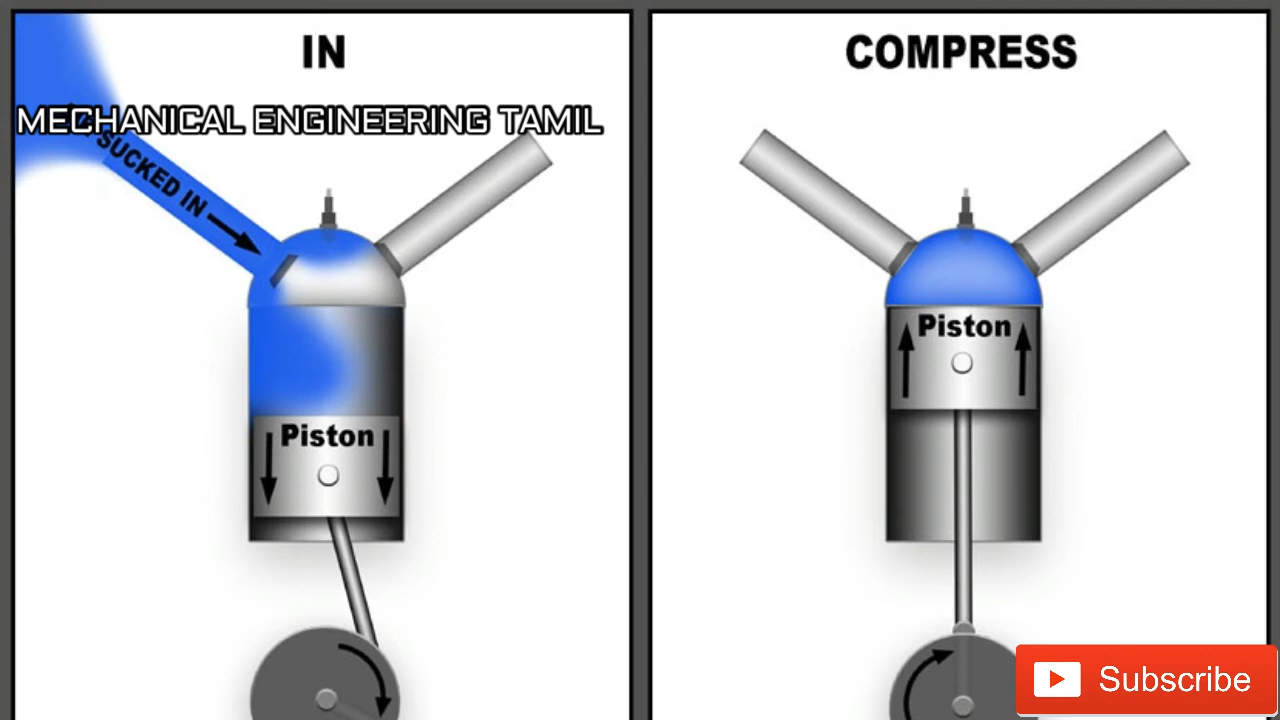 IN
MECHANICAL ENGINEERING TAMIL
SUCKED IN
Piston
COMPRESS
Piston
Subscribe